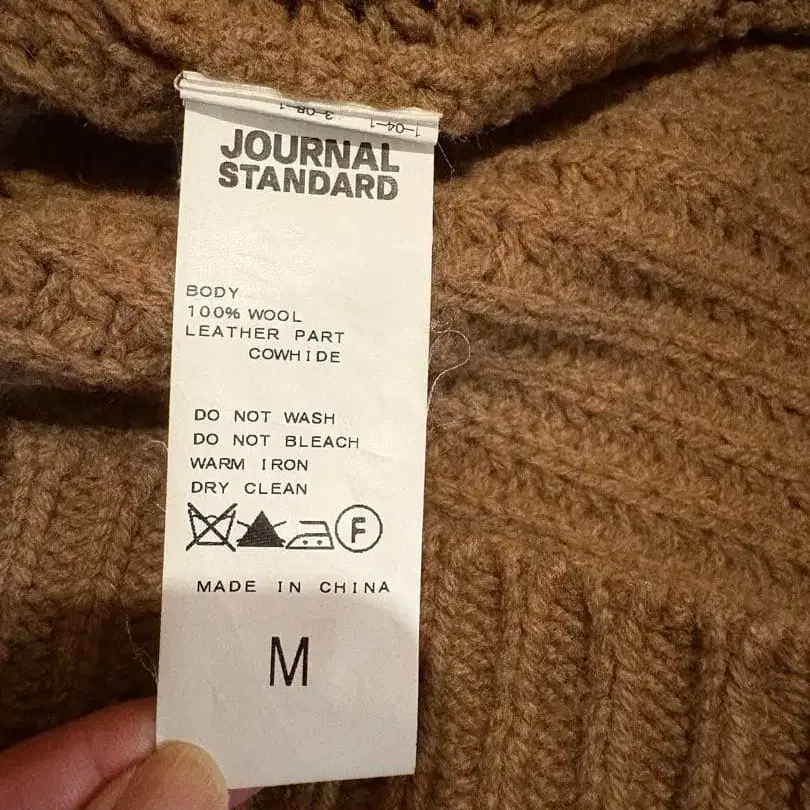 JOURNAL
STANDARD
BODY
100% WOOL
LEATHER PART
COWHIDE
DO NOT WASH
DO NOT BLEACH
WARM IRON
DRY CLEAN
F
MADE IN CHINA
M